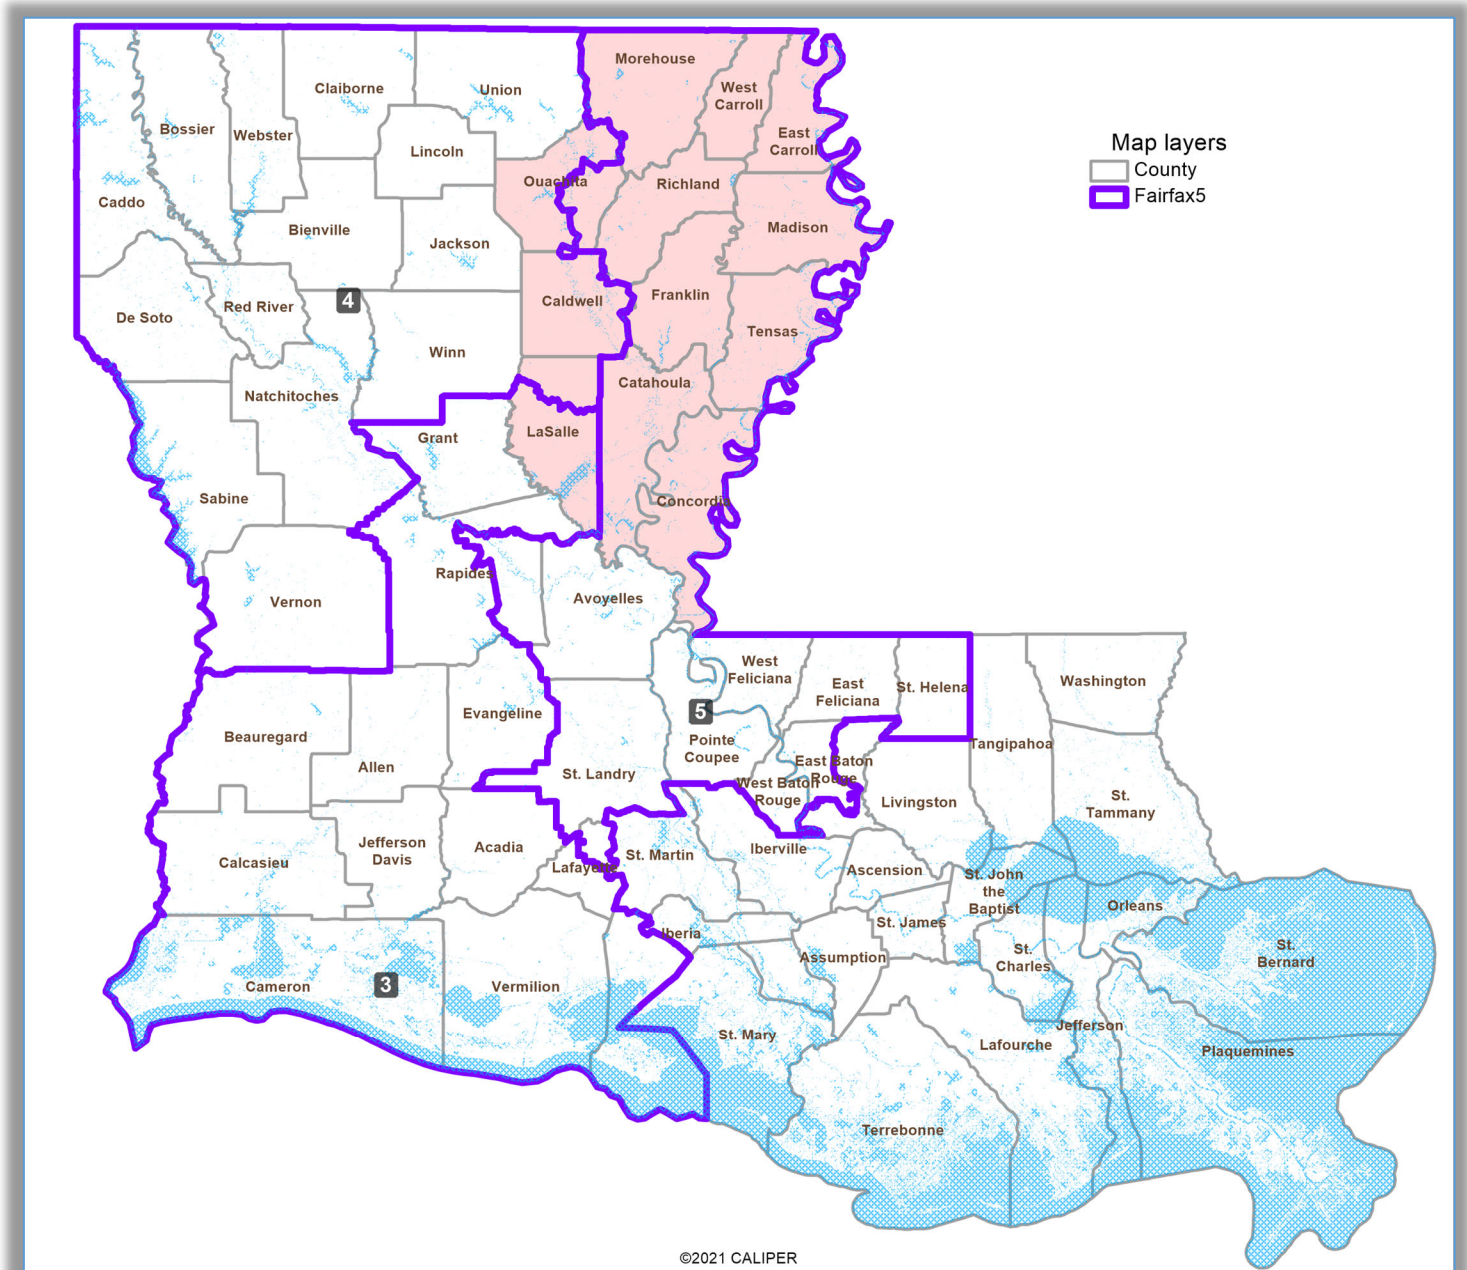 Morehouse
West
Carroll
Claiborne
Union
Map layers
County
Fairfax5
Bossier
Webster
East
Carroll
Lincoln
Ouachita
Richland
Caddo
Bienville
Jackson
Madison
De Soto
Red River
4
Caldwell
Franklin
Tensas
Winn
Natchitoches
Catahoula
Grant
LaSalle
Sabine
Concordia
Rapides
Vernon
Avoyelles
West
Feliciana
East
Feliciana
St. Helena
Washington
Evangeline
5
Beauregard
Pointe
Coupee
Tangipahoa
Allen
St. Landry
East Baton
Rouge
West Baton
Rouge
Livingston
St.
Tammany
Calcasieu
Jefferson
Davis
Acadia
Lafayette
St. Martin
Iberville
Ascension
St. John
the
Baptist
Orleans
Iberia
St. James
Assumption
St.
Charles
St.
Bernard
Cameron
3
Vermilion
St. Mary
Lafourche
Jefferson
Plaquemines
Terrebonne
©2021 CALIPER